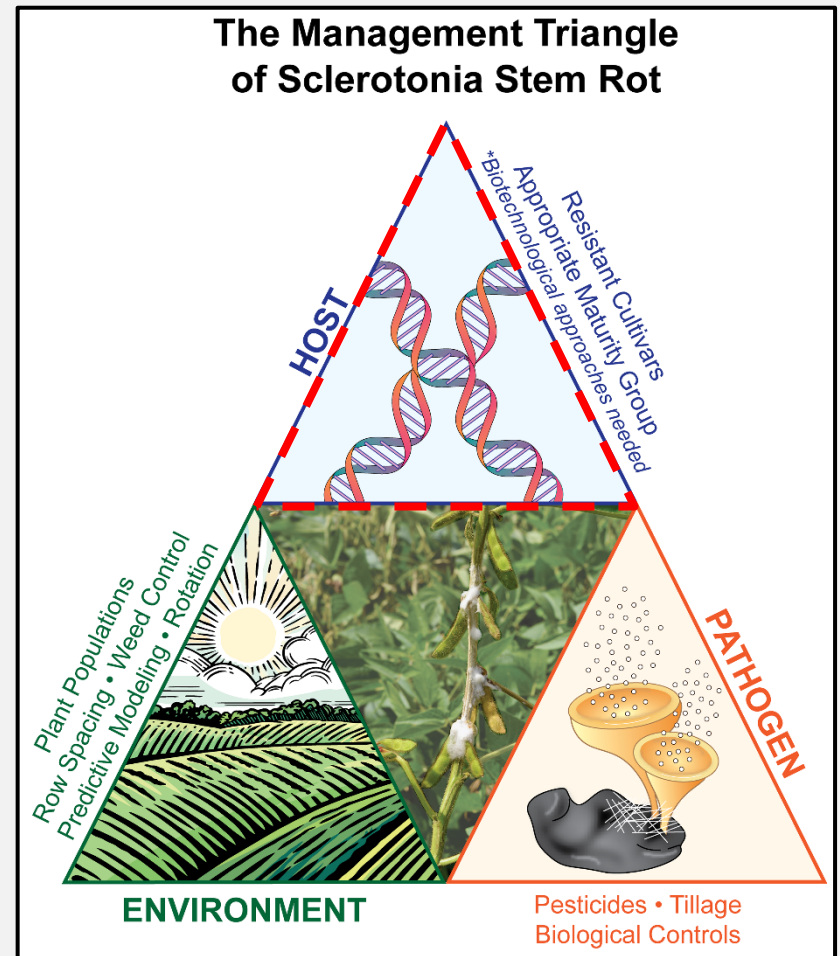 The Management Triangle
of Sclerotonia Stem Rot
HOST
Resistant Cultivars
Appropriate Maturity Group
*Biotechnological approaches needed
Plant Populations
Row Spacing • Weed Control
Predictive Modeling • Rotation
PATHOGEN
ENVIRONMENT
Pesticides • Tillage
Biological Controls